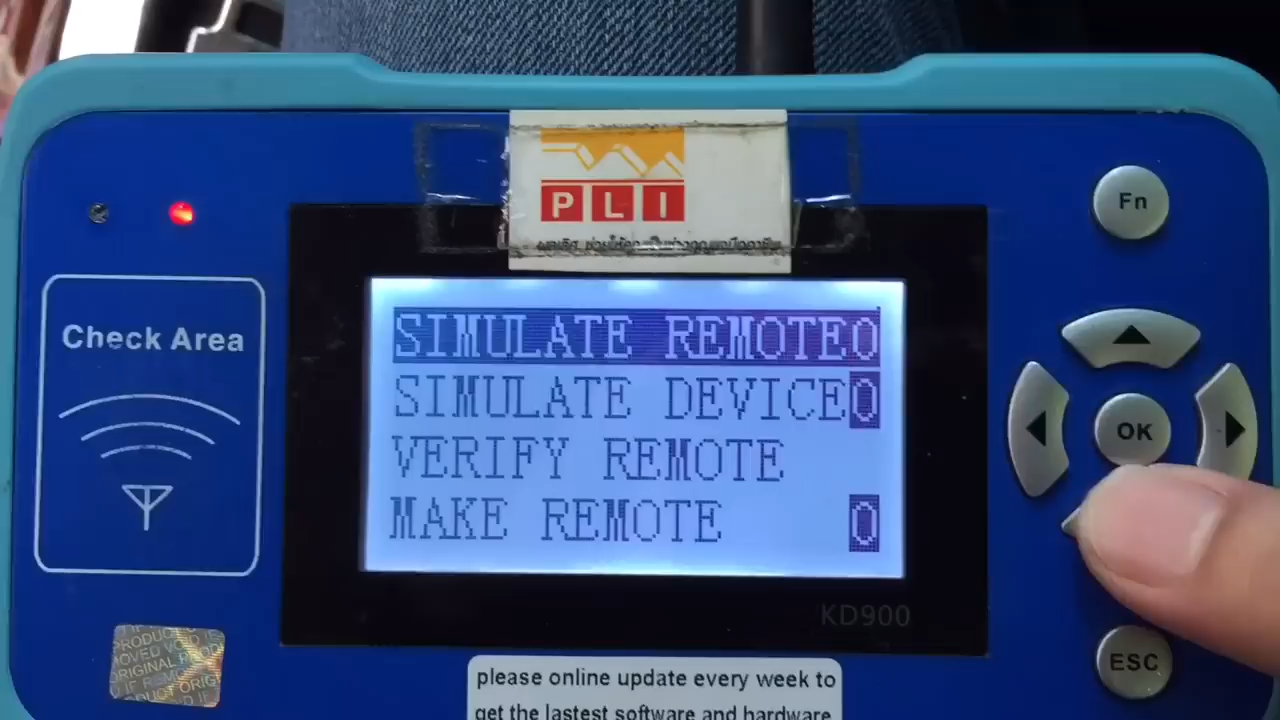 PLI
Fn
Check Area
SIMULATE REMOTE0
SIMULATE DEVICE0
VERIFY REMOTE
MAKE REMOTE 0
OK
KD900
ESC
please online update every week to
get the lastest software and hardware